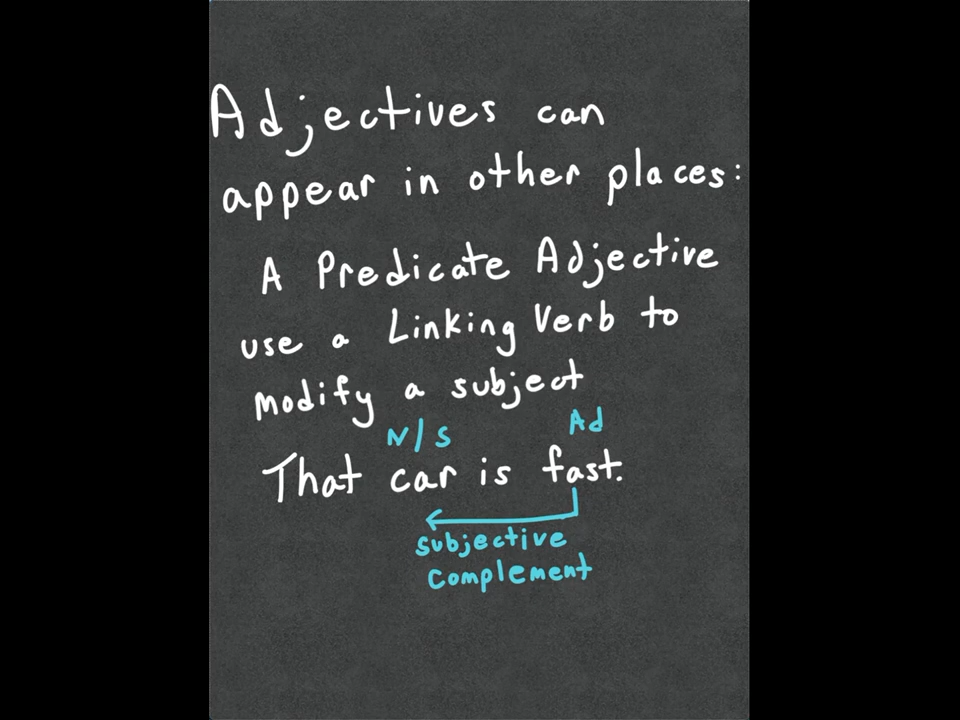 Adjectives can
appear in other places:
A Predicate Adjective
use a Linking Verb to
modify a subject
N/S Ad
That car is fast.
Subjective
Complement